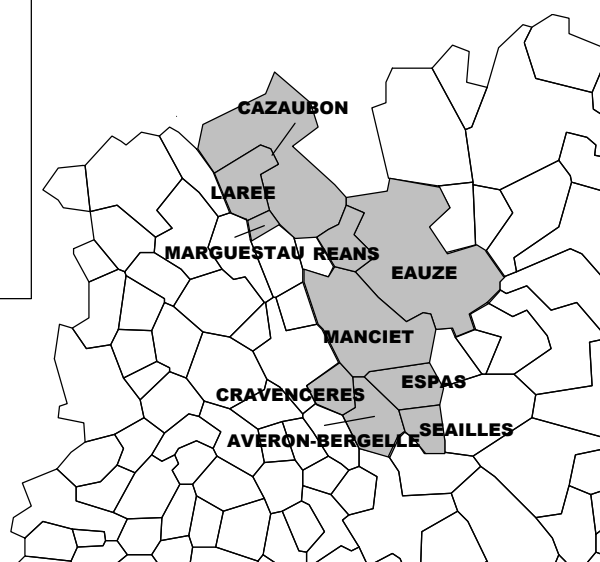 CAZAUBON
LAREE
MARGUESTAU
REANS
EAUZE
MANCIET
ESPAS
CRAVENCERES
SEAILLES
AVERON-BERGELLE